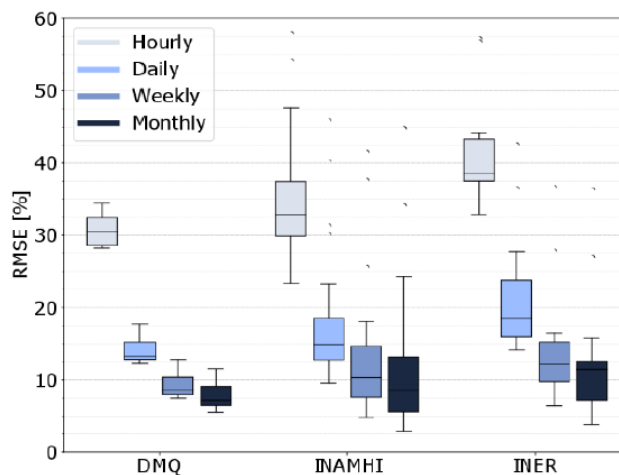 60
50
40
30
20
10
0
RMSE [%]
Hourly
Daily
Weekly
Monthly
DMQ INAMHI INER